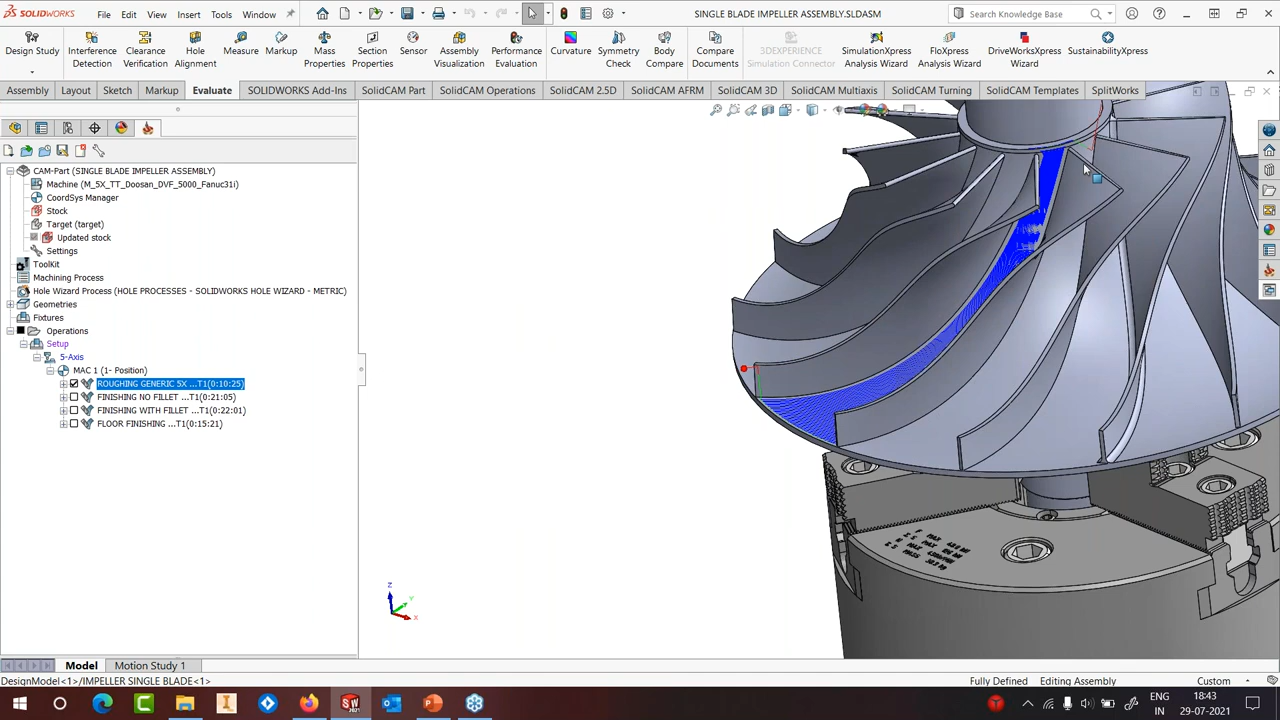 SOLIDWORKS File Edit View Insert Tools Window SINGLE BLADE IMPELLER ASSEMBLY.SLDASM Search Knowledge Base
Design Study Interference Detection Clearance Verification Hole Alignment Measure Markup Mass Properties Section Properties Sensor Assembly Visualization Performance Evaluation Curvature Symmetry Check Body Compare Compare Documents 3DEXPERIENCE Simulation Connector SimulationXpress Analysis Wizard FloXpress Analysis Wizard DriveWorksXpress Wizard SustainabilityXpress
Assembly Layout Sketch Markup Evaluate SOLIDWORKS Add-Ins SolidCAM Part SolidCAM Operations SolidCAM 2.5D SolidCAM AFRM SolidCAM 3D SolidCAM Multiaxis SolidCAM Turning SolidCAM Templates SplitWorks
CAM-Part (SINGLE BLADE IMPELLER ASSEMBLY)
Machine (M_5X_TT_Doosan_DVF_5000_Fanuc31i)
CoordSys Manager
Stock
Target (target)
Updated stock
Settings
ToolKit
Machining Process
Hole Wizard Process (HOLE PROCESSES - SOLIDWORKS HOLE WIZARD - METRIC)
Geometries
Fixtures
Operations
Setup
5-Axis
MAC 1 (1- Position)
ROUGHING GENERIC 5X ...T1(0:10:25)
FINISHING NO FILLET ...T1(0:21:05)
FINISHING WITH FILLET ...T1(0:22:01)
FLOOR FINISHING ...T1(0:15:21)
Z
Y
X
Model Motion Study 1
DesignModel<1>/IMPELLER SINGLE BLADE<1> Fully Defined Editing Assembly Custom
ENG 18:43
IN 29-07-2021